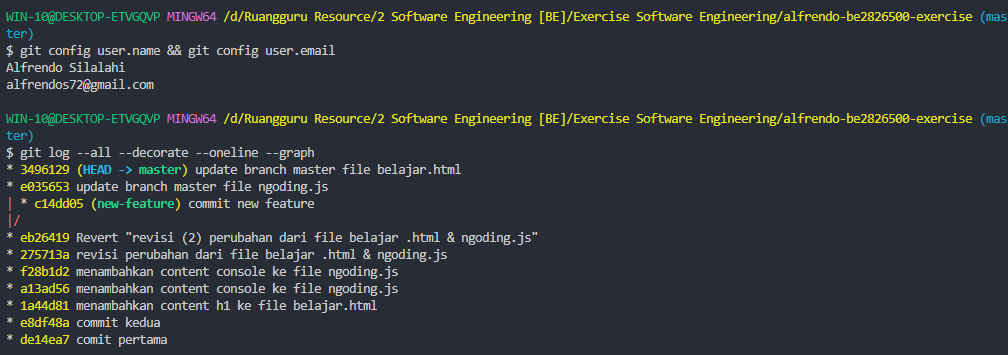 WIN-10@DESKTOP-ETVGQVP MINGW64 /d/Ruangguru Resource/2 Software Engineering [BE]/Exercise Software Engineering/alfrendo-be2826500-exercise (mas
ter)
$ git config user.name && git config user.email
Alfrendo Silalahi
alfrendos72@gmail.com
WIN-10@DESKTOP-ETVGQVP MINGW64 /d/Ruangguru Resource/2 Software Engineering [BE]/Exercise Software Engineering/alfrendo-be2826500-exercise (mas
ter)
$ git log --all --decorate --oneline --graph
* 3496129 (HEAD -> master) update branch master file belajar.html
* e035653 update branch master file ngoding.js
| * c14dd05 (new-feature) commit new feature
|/
* eb26419 Revert "revisi (2) perubahan dari file belajar .html & ngoding.js"
* 275713a revisi perubahan dari file belajar .html & ngoding.js
* f28b1d2 menambahkan content console ke file ngoding.js
* a13ad56 menambahkan content console ke file ngoding.js
* 1a44d81 menambahkan content h1 ke file belajar.html
* e8df48a commit kedua
* de14ea7 comit pertama